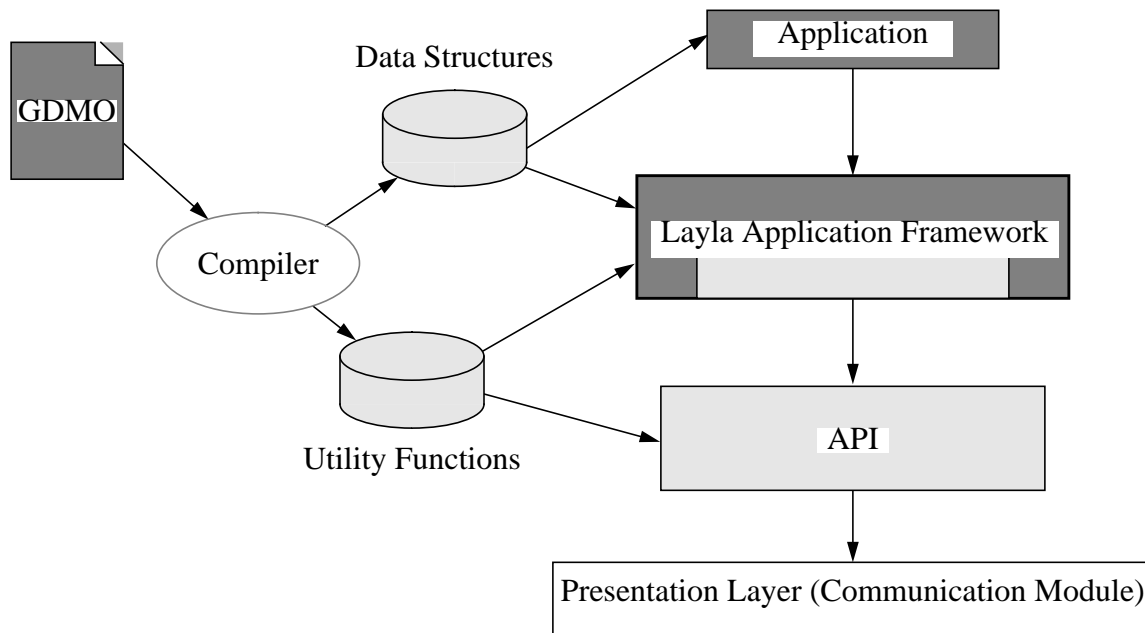 Application
Data Structures
GDMO
Layla Application Framework
Compiler
API
Utility Functions
Presentation Layer (Communication Module)